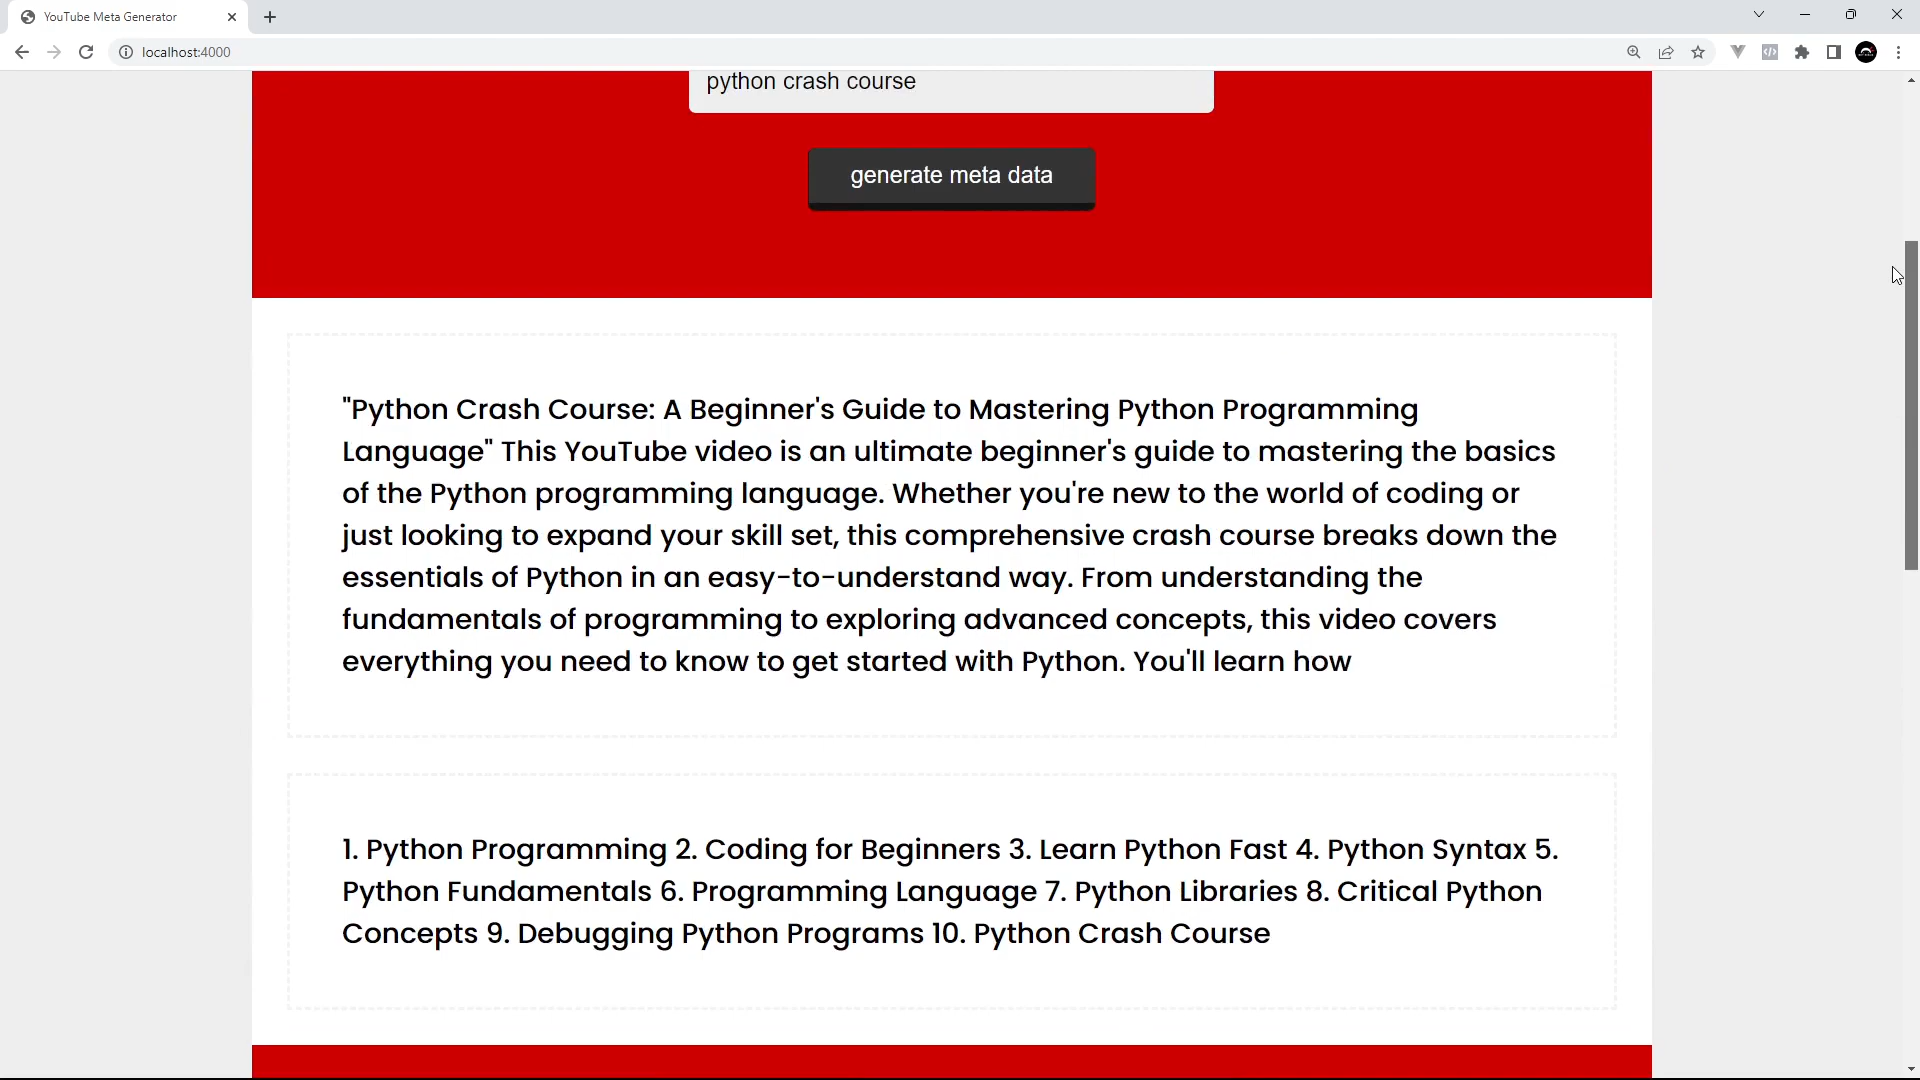 YouTube Meta Generator
localhost:4000
python crash course
generate meta data
"Python Crash Course: A Beginner's Guide to Mastering Python Programming
Language" This YouTube video is an ultimate beginner's guide to mastering the basics
of the Python programming language. Whether you're new to the world of coding or
just looking to expand your skill set, this comprehensive crash course breaks down the
essentials of Python in an easy-to-understand way. From understanding the
fundamentals of programming to exploring advanced concepts, this video covers
everything you need to know to get started with Python. You'll learn how
1. Python Programming 2. Coding for Beginners 3. Learn Python Fast 4. Python Syntax 5.
Python Fundamentals 6. Programming Language 7. Python Libraries 8. Critical Python
Concepts 9. Debugging Python Programs 10. Python Crash Course